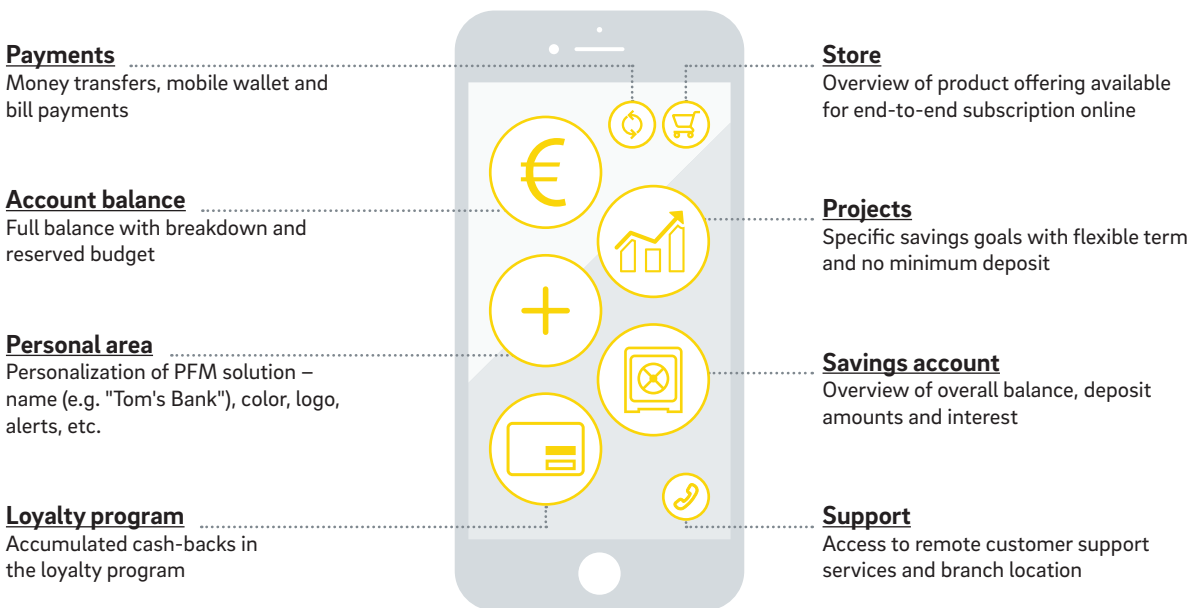 Payments
Money transfers, mobile wallet and
bill payments
Account balance
Full balance with breakdown and
reserved budget
Personal area
Personalization of PFM solution –
name (e.g. "Tom's Bank"), color, logo,
alerts, etc.
Loyalty program
Accumulated cash-backs in
the loyalty program
€
Store
Overview of product offering available
for end-to-end subscription online
Projects
Specific savings goals with flexible term
and no minimum deposit
Savings account
Overview of overall balance, deposit
amounts and interest
Support
Access to remote customer support
services and branch location